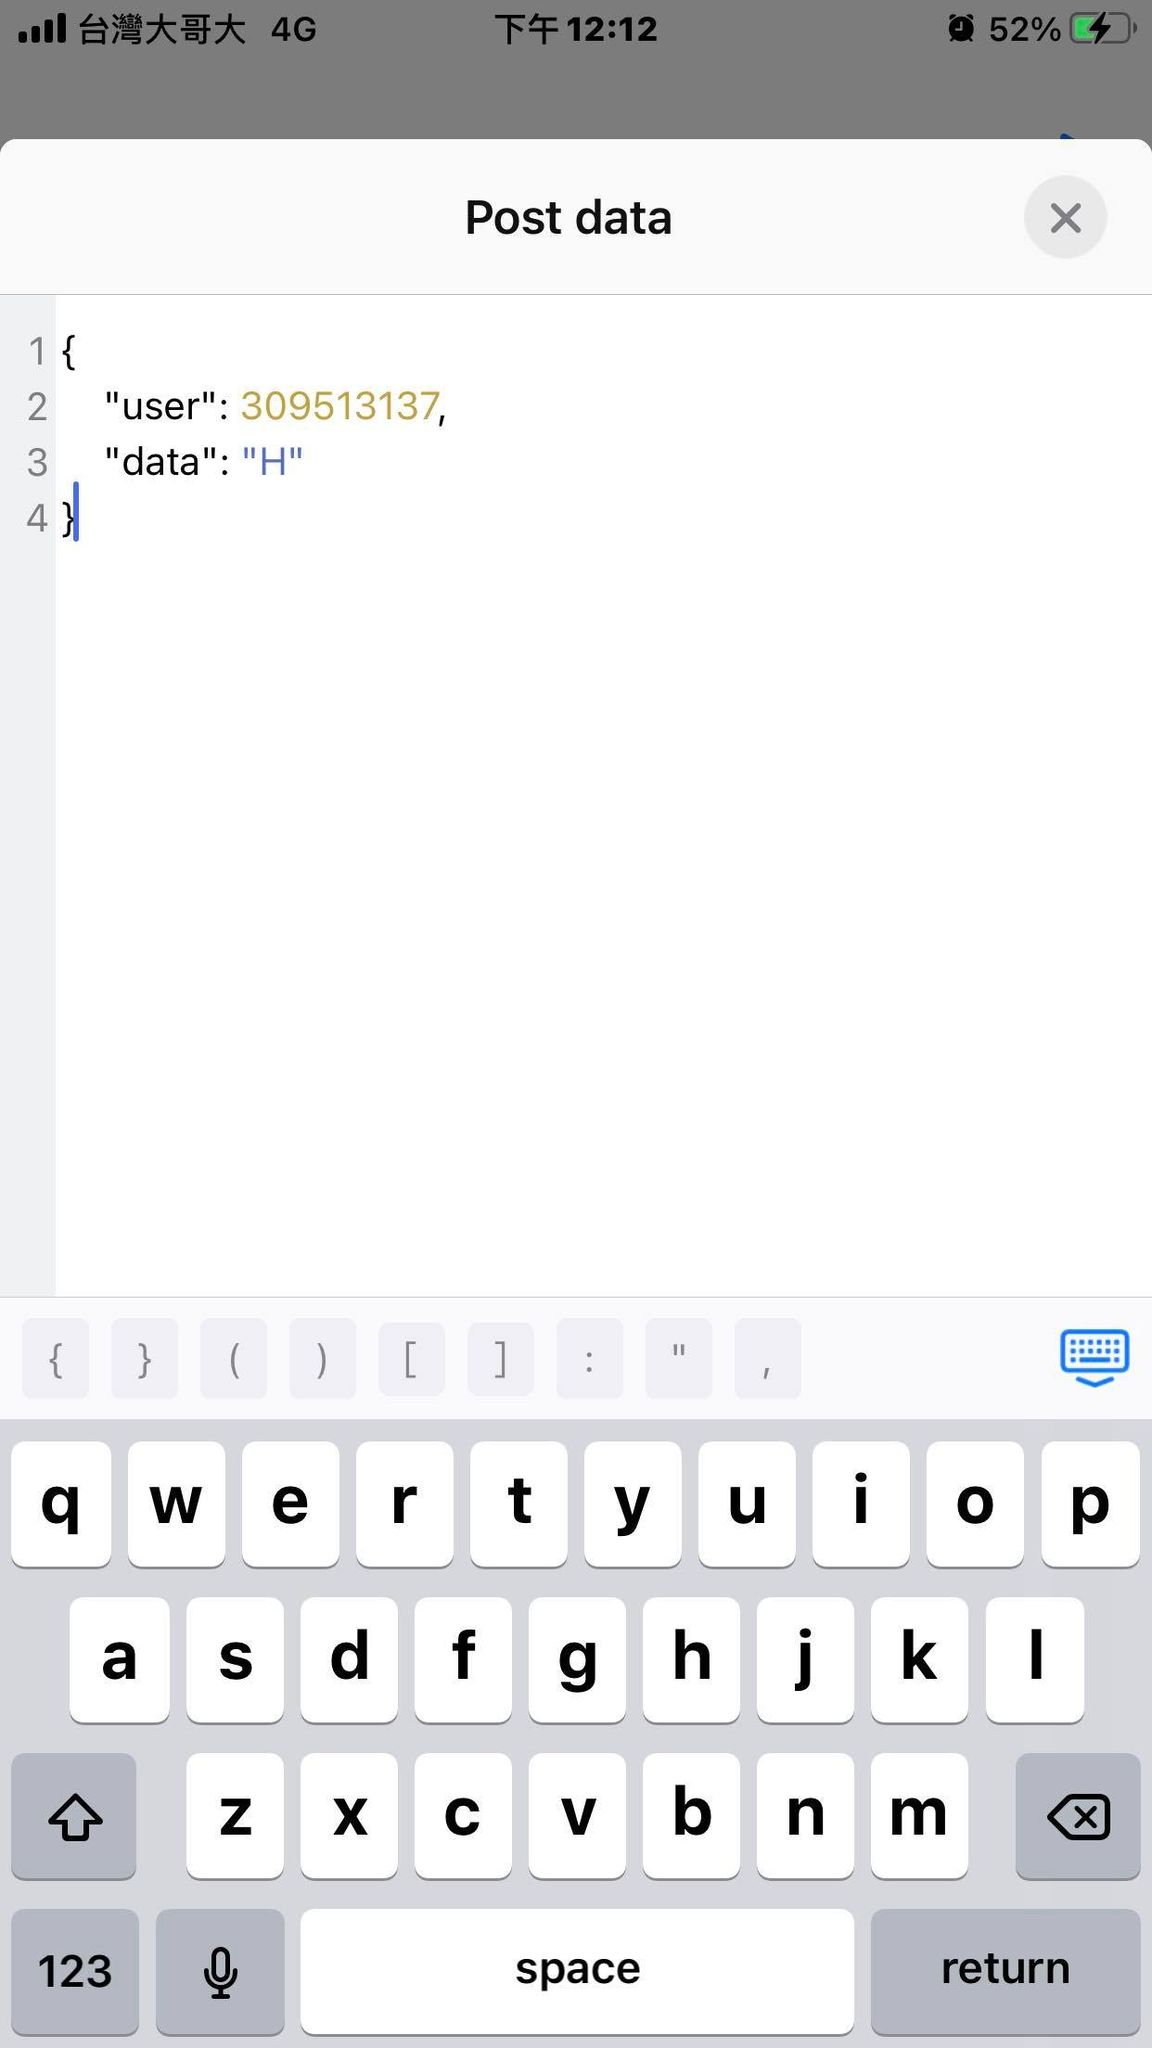 台灣大哥大 4G 下午12:12 52%
Post data
1 {
2 "user": 309513137,
3 "data": "H"
4 }
{ } ( ) [ ] : " ,
q w e r t y u i o p
a s d f g h j k l
z x c v b n m
123 space return